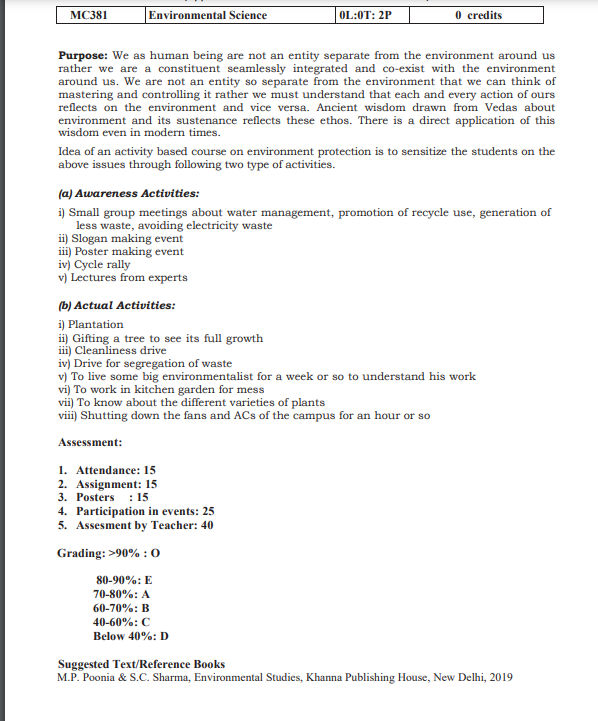 MC381 Environmental Science 0L:0T: 2P 0 credits
Purpose: We as human being are not an entity separate from the environment around us
rather we are a constituent seamlessly integrated and co-exist with the environment
around us. We are not an entity so separate from the environment that we can think of
mastering and controlling it rather we must understand that each and every action of ours
reflects on the environment and vice versa. Ancient wisdom drawn from Vedas about
environment and its sustenance reflects these ethos. There is a direct application of this
wisdom even in modern times.
Idea of an activity based course on environment protection is to sensitize the students on the
above issues through following two type of activities.
(a) Awareness Activities:
i) Small group meetings about water management, promotion of recycle use, generation of
less waste, avoiding electricity waste
ii) Slogan making event
iii) Poster making event
iv) Cycle rally
v) Lectures from experts
(b) Actual Activities:
i) Plantation
ii) Gifting a tree to see its full growth
iii) Cleanliness drive
iv) Drive for segregation of waste
v) To live some big environmentalist for a week or so to understand his work
vi) To work in kitchen garden for mess
vii) To know about the different varieties of plants
viii) Shutting down the fans and ACs of the campus for an hour or so
Assessment:
1. Attendance: 15
2. Assignment: 15
3. Posters : 15
4. Participation in events: 25
5. Assesment by Teacher: 40
Grading: >90% : O
80-90%: E
70-80%: A
60-70%: B
40-60%: C
Below 40%: D
Suggested Text/Reference Books
M.P. Poonia & S.C. Sharma, Environmental Studies, Khanna Publishing House, New Delhi, 2019